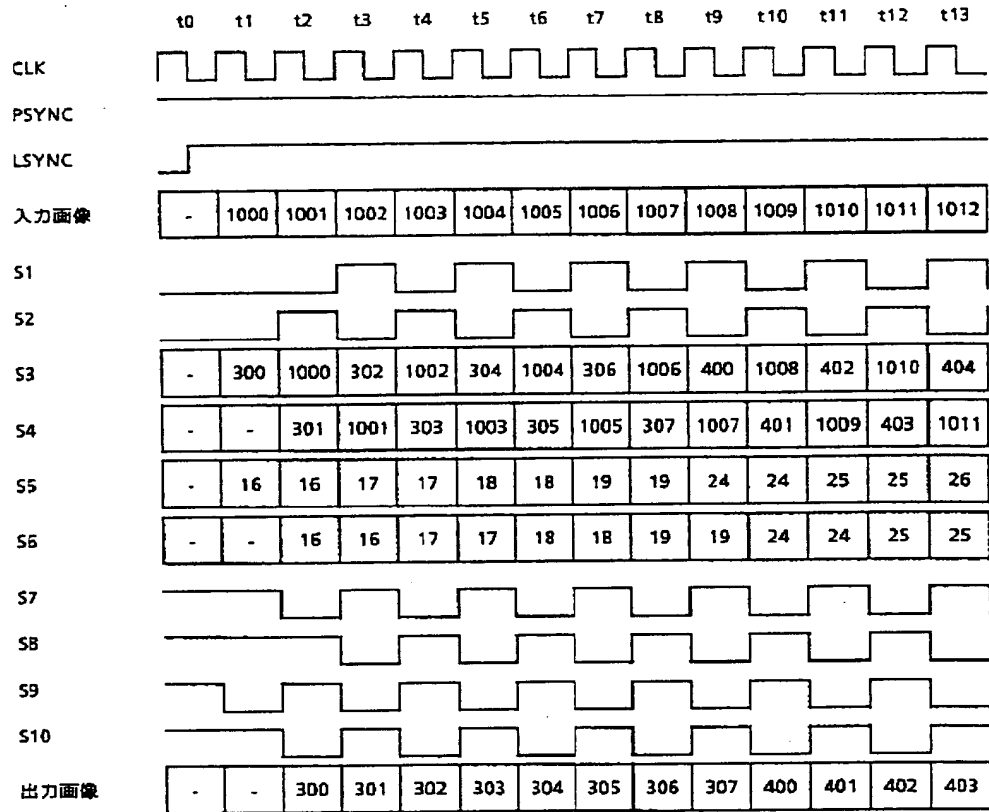 t0 t1 t2 t3 t4 t5 t6 t7 t8 t9 t10 t11 t12 t13
CLK
PSYNC
LSYNC
入力画像 - 1000 1001 1002 1003 1004 1005 1006 1007 1008 1009 1010 1011 1012
S1
S2
S3 - 300 1000 302 1002 304 1004 306 1006 400 1008 402 1010 404
S4 - - 301 1001 303 1003 305 1005 307 1007 401 1009 403 1011
S5 - 16 16 17 17 18 18 19 19 24 24 25 25 26
S6 - - 16 16 17 17 18 18 19 19 24 24 25 25
S7
S8
S9
S10
出力画像 - - 300 301 302 303 304 305 306 307 400 401 402 403